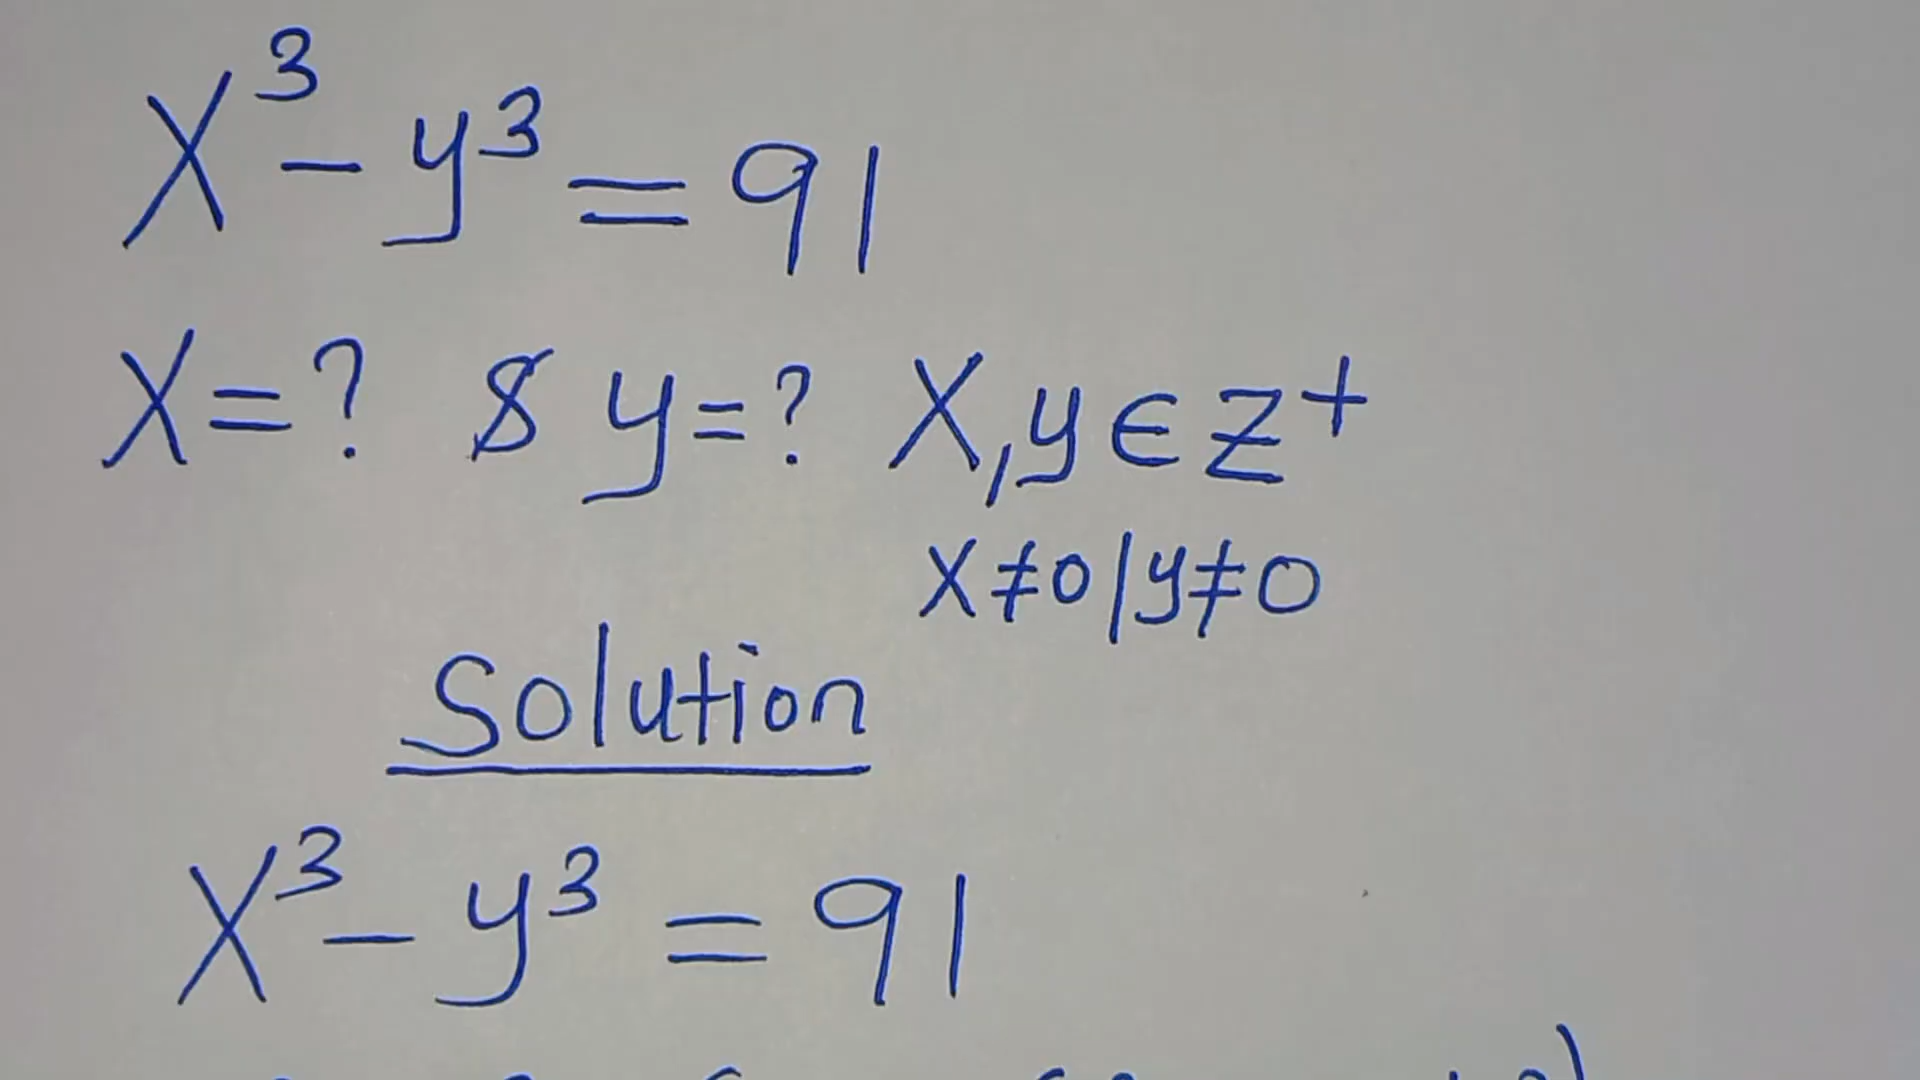 x³ - y³ = 91
x = ? & y = ? x, y ∈ Z⁺
x ≠ 0 / y ≠ 0
Solution
x³ - y³ = 91